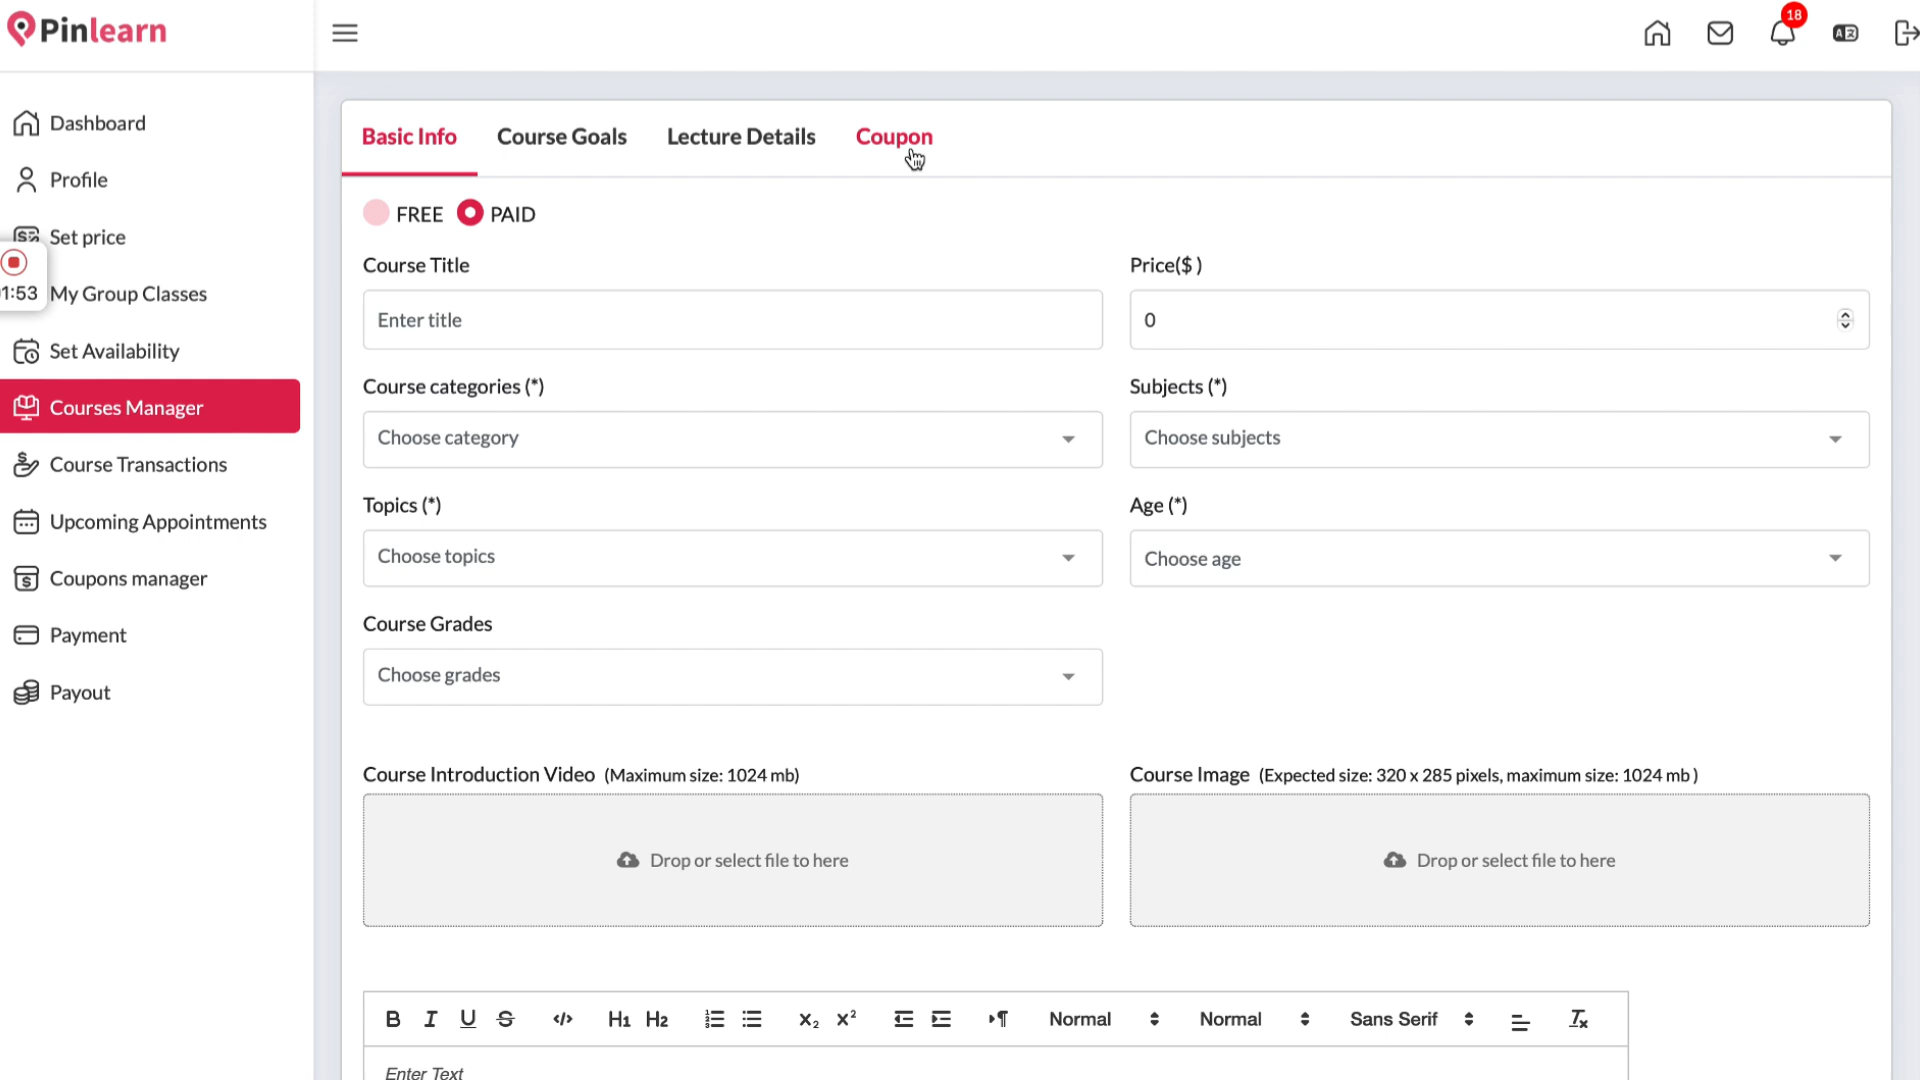 Pinlearn
18
Dashboard
Profile
Set price
1:53
My Group Classes
Set Availability
Courses Manager
Course Transactions
Upcoming Appointments
Coupons manager
Payment
Payout
Basic Info Course Goals Lecture Details Coupon
FREE PAID
Course Title Price($ )
Enter title 0
Course categories (*) Subjects (*)
Choose category Choose subjects
Topics (*) Age (*)
Choose topics Choose age
Course Grades
Choose grades
Course Introduction Video (Maximum size: 1024 mb) Course Image (Expected size: 320 x 285 pixels, maximum size: 1024 mb )
Drop or select file to here Drop or select file to here
B I U S </> H1 H2 X2 X² Normal Normal Sans Serif Tx
Enter Text